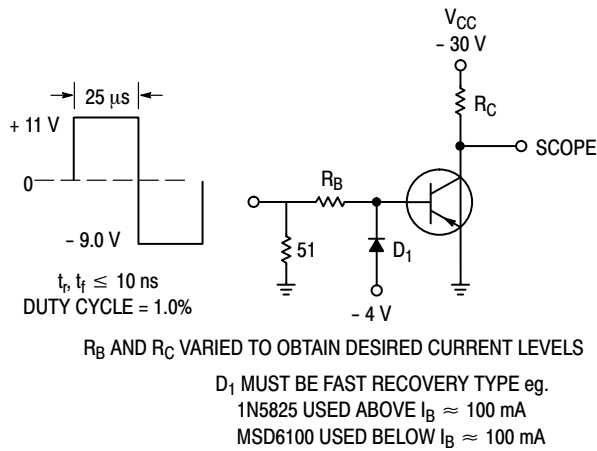 V_CC
– 30 V
25 µs
+ 11 V
R_C
SCOPE
R_B
0
51
D_1
– 9.0 V
– 4 V
t_r, t_f ≤ 10 ns
DUTY CYCLE = 1.0%
R_B AND R_C VARIED TO OBTAIN DESIRED CURRENT LEVELS
D_1 MUST BE FAST RECOVERY TYPE eg.
1N5825 USED ABOVE I_B ≈ 100 mA
MSD6100 USED BELOW I_B ≈ 100 mA